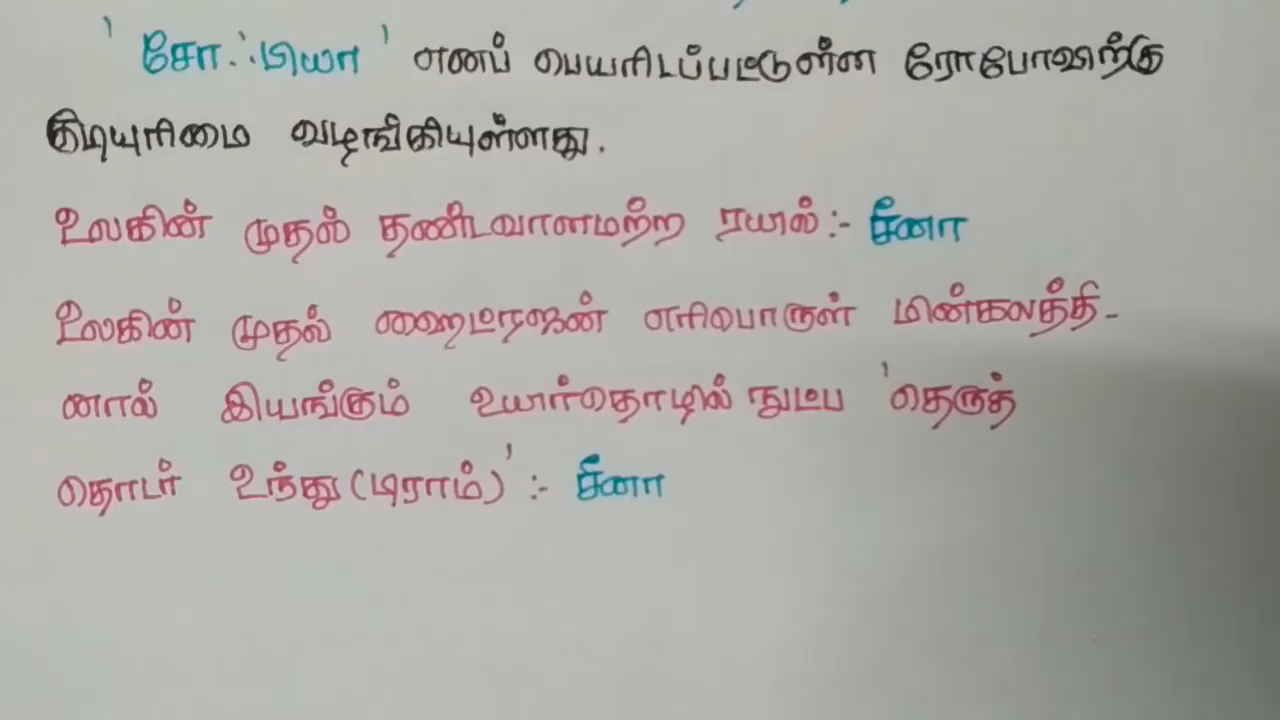 'சோஃபியா' எனப் பெயரிடப்பட்டுள்ள ரோபோவிற்கு
குடியுரிமை வழங்கியுள்ளது.
உலகின் முதல் தண்டவாளமற்ற ரயில் :- சீனா
உலகின் முதல் ஹைட்ரஜன் எரிபொருள் மின்கலத்தி-
னால் இயங்கும் உயர்தொழில் நுட்ப 'தெருத்
தொடர் உந்து (டிராம்)' :- சீனா